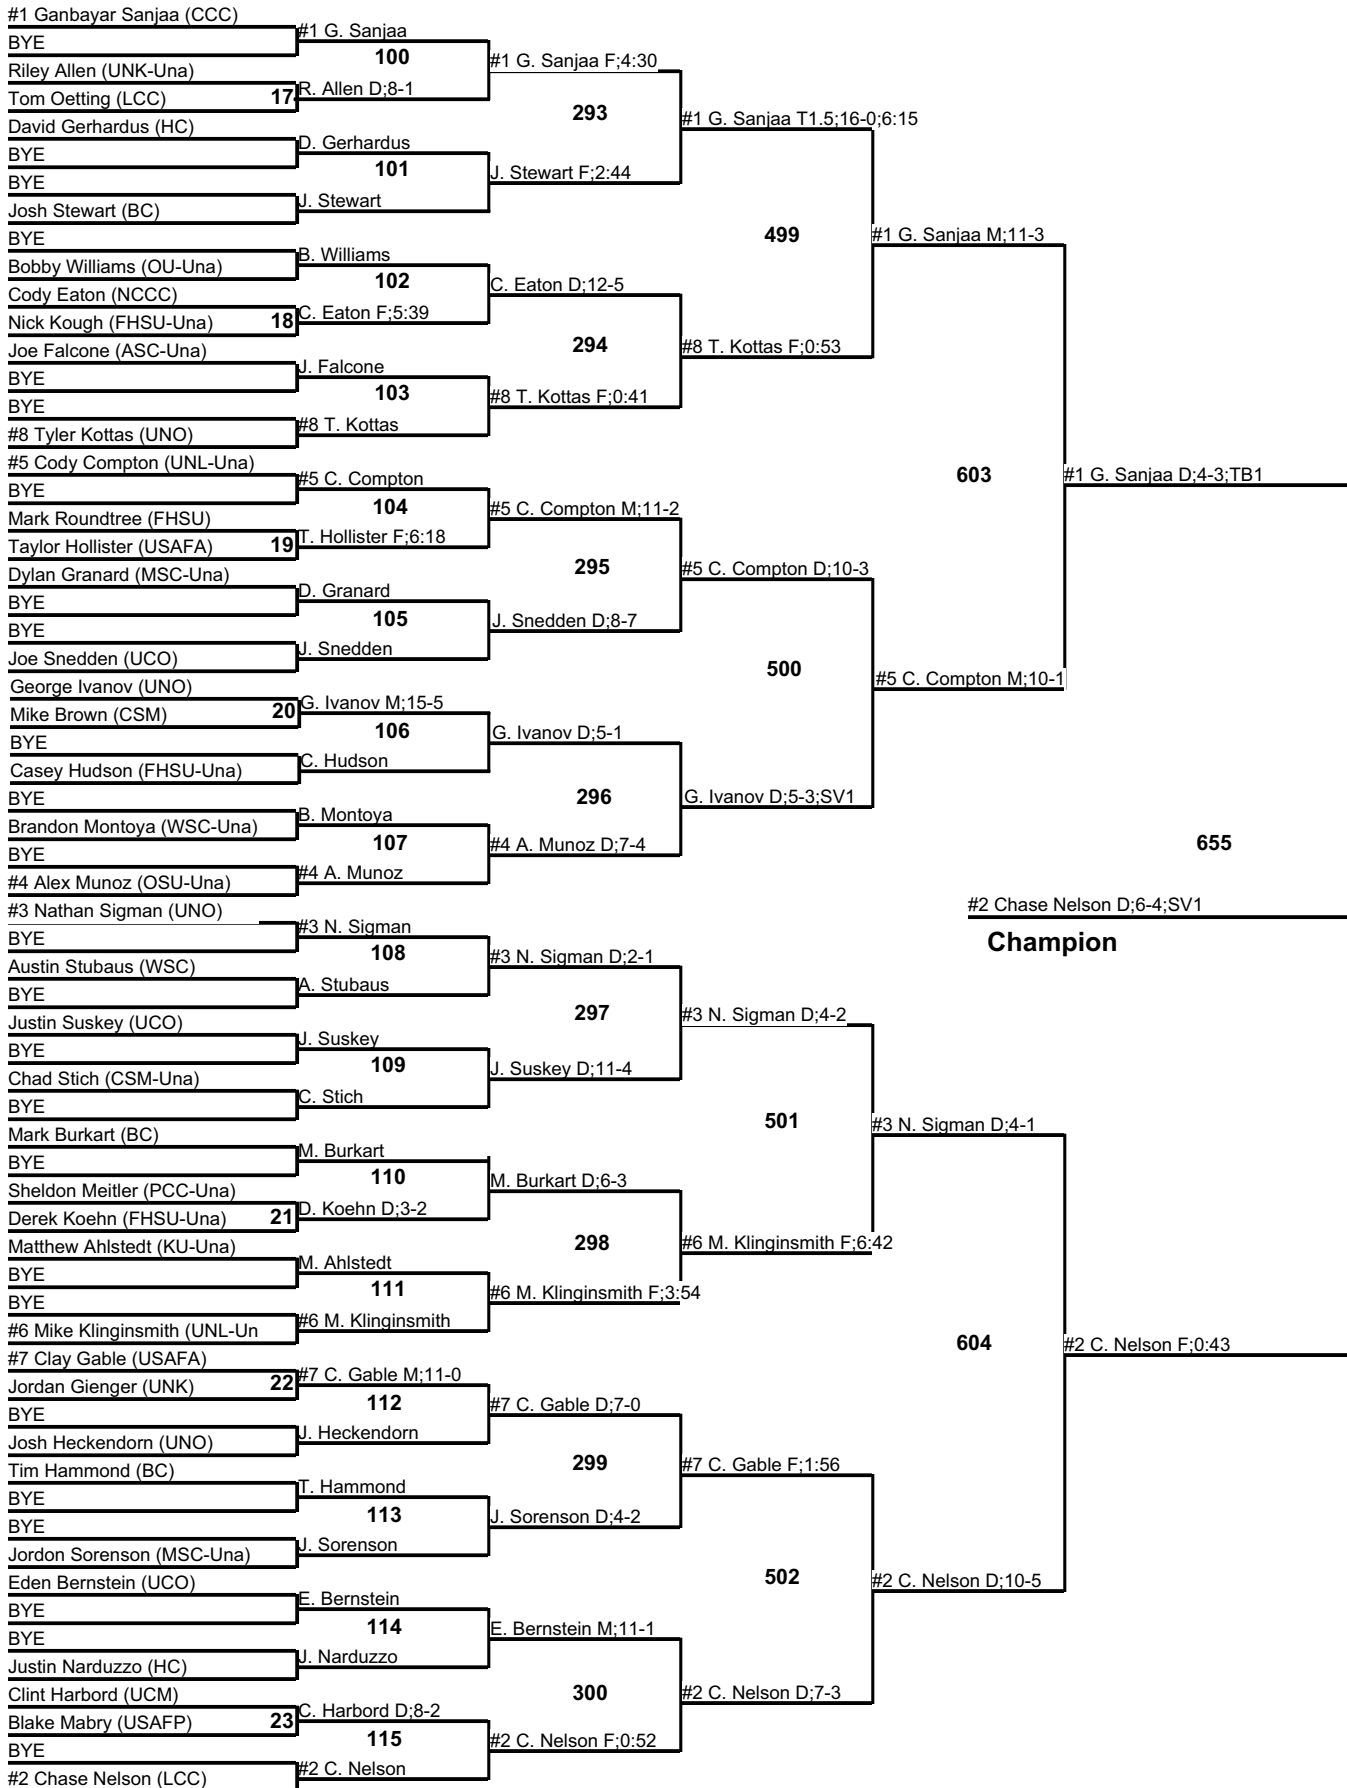 #1 Ganbayar Sanjaa (CCC)
BYE
Riley Allen (UNK-Una)
Tom Oetting (LCC) 17
David Gerhardus (HC)
BYE
BYE
Josh Stewart (BC)
BYE
Bobby Williams (OU-Una)
Cody Eaton (NCCC)
Nick Kough (FHSU-Una) 18
Joe Falcone (ASC-Una)
BYE
BYE
#8 Tyler Kottas (UNO)
#5 Cody Compton (UNL-Una)
BYE
Mark Roundtree (FHSU)
Taylor Hollister (USAFA) 19
Dylan Granard (MSC-Una)
BYE
BYE
Joe Snedden (UCO)
George Ivanov (UNO)
Mike Brown (CSM) 20
BYE
Casey Hudson (FHSU-Una)
BYE
Brandon Montoya (WSC-Una)
BYE
#4 Alex Munoz (OSU-Una)
#3 Nathan Sigman (UNO)
BYE
Austin Stubaus (WSC)
BYE
Justin Suskey (UCO)
BYE
Chad Stich (CSM-Una)
BYE
Mark Burkart (BC)
BYE
Sheldon Meitler (PCC-Una)
Derek Koehn (FHSU-Una) 21
Matthew Ahlstedt (KU-Una)
BYE
BYE
#6 Mike Klinginsmith (UNL-Un
#7 Clay Gable (USAFA)
Jordan Gienger (UNK) 22
BYE
Josh Heckendorn (UNO)
Tim Hammond (BC)
BYE
BYE
Jordon Sorenson (MSC-Una)
Eden Bernstein (UCO)
BYE
BYE
Justin Narduzzo (HC)
Clint Harbord (UCM)
Blake Mabry (USAFP) 23
BYE
#2 Chase Nelson (LCC)
#1 G. Sanjaa
100
R. Allen D;8-1
D. Gerhardus
101
J. Stewart
B. Williams
102
C. Eaton F;5:39
J. Falcone
103
#8 T. Kottas
#5 C. Compton
104
T. Hollister F;6:18
D. Granard
105
J. Snedden
G. Ivanov M;15-5
106
C. Hudson
B. Montoya
107
#4 A. Munoz
#3 N. Sigman
108
A. Stubaus
J. Suskey
109
C. Stich
M. Burkart
110
D. Koehn D;3-2
M. Ahlstedt
111
#6 M. Klinginsmith
#7 C. Gable M;11-0
112
J. Heckendorn
T. Hammond
113
J. Sorenson
E. Bernstein
114
J. Narduzzo
C. Harbord D;8-2
115
#2 C. Nelson
#1 G. Sanjaa F;4:30
293
J. Stewart F;2:44
C. Eaton D;12-5
294
#8 T. Kottas F;0:41
#5 C. Compton M;11-2
295
J. Snedden D;8-7
G. Ivanov D;5-1
296
#4 A. Munoz D;7-4
#3 N. Sigman D;2-1
297
J. Suskey D;11-4
M. Burkart D;6-3
298
#6 M. Klinginsmith F;3:54
#7 C. Gable D;7-0
299
J. Sorenson D;4-2
E. Bernstein M;11-1
300
#2 C. Nelson F;0:52
#1 G. Sanjaa T1.5;16-0;6:15
499
#8 T. Kottas F;0:53
#5 C. Compton D;10-3
500
G. Ivanov D;5-3;SV1
#3 N. Sigman D;4-2
501
#6 M. Klinginsmith F;6:42
#7 C. Gable F;1:56
502
#2 C. Nelson D;7-3
#1 G. Sanjaa M;11-3
603
#5 C. Compton M;10-1
#3 N. Sigman D;4-1
604
#2 C. Nelson D;10-5
#1 G. Sanjaa D;4-3;TB1
655
#2 C. Nelson F;0:43
#2 Chase Nelson D;6-4;SV1
Champion